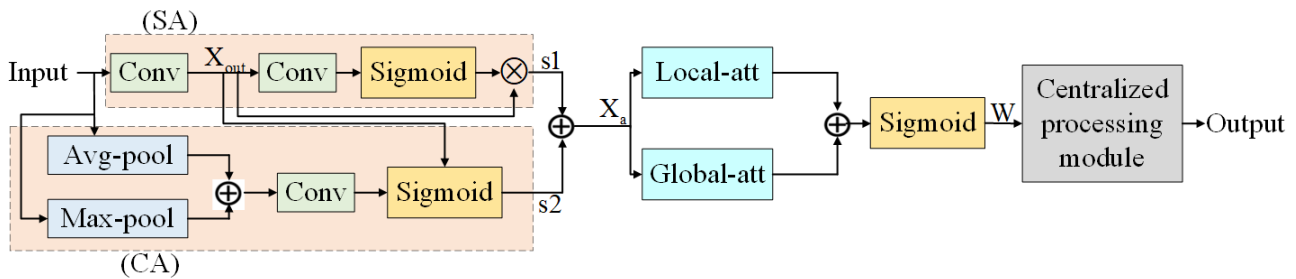 (SA)
Input
Conv
X_out
Conv
Sigmoid
s1
Avg-pool
Max-pool
Conv
Sigmoid
s2
(CA)
X_a
Local-att
Global-att
Sigmoid
W
Centralized
processing
module
Output